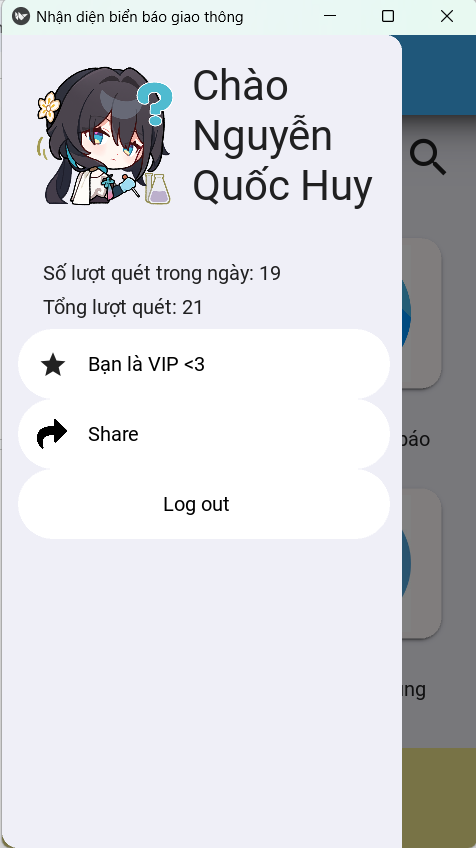 Nhận diện biển báo giao thông
Chào
Nguyễn
Quốc Huy
Số lượt quét trong ngày: 19
Tổng lượt quét: 21
Bạn là VIP <3
Share
Log out
báo